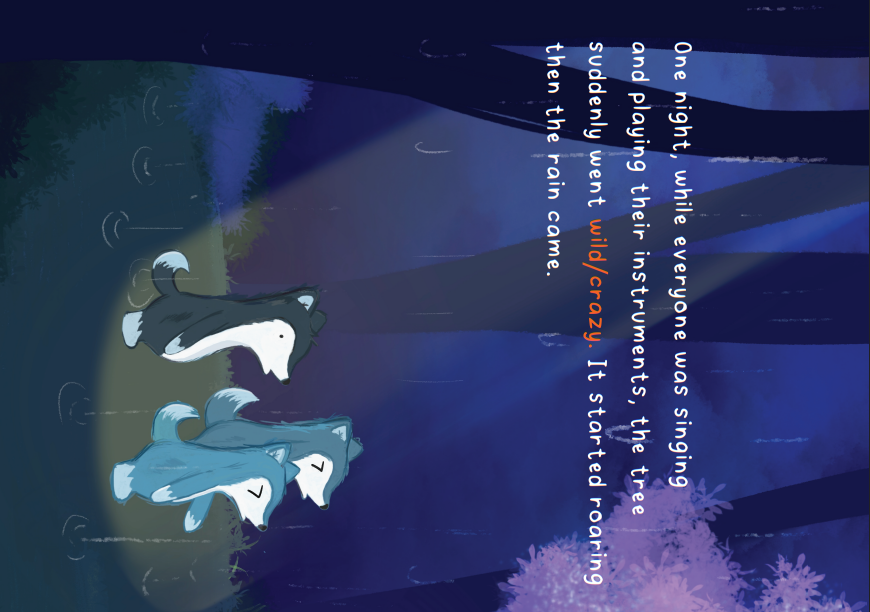 One night, while everyone was singing
and playing their instruments, the tree
suddenly went wild/crazy. It started roaring
then the rain came.